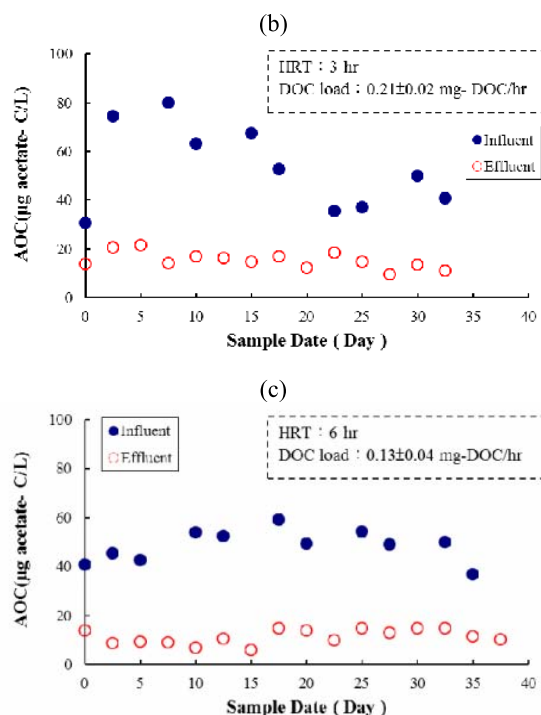 (b)
100
80
60
40
20
0
AOC(µg acetate- C/L)
HRT：3 hr
DOC load：0.21±0.02 mg- DOC/hr
Influent
Effluent
0 5 10 15 20 25 30 35 40
Sample Date ( Day )
(c)
100
80
60
40
20
0
AOC(µg acetate- C/L)
Influent
Effluent
HRT：6 hr
DOC load：0.13±0.04 mg-DOC/hr
0 5 10 15 20 25 30 35 40
Sample Date ( Day )